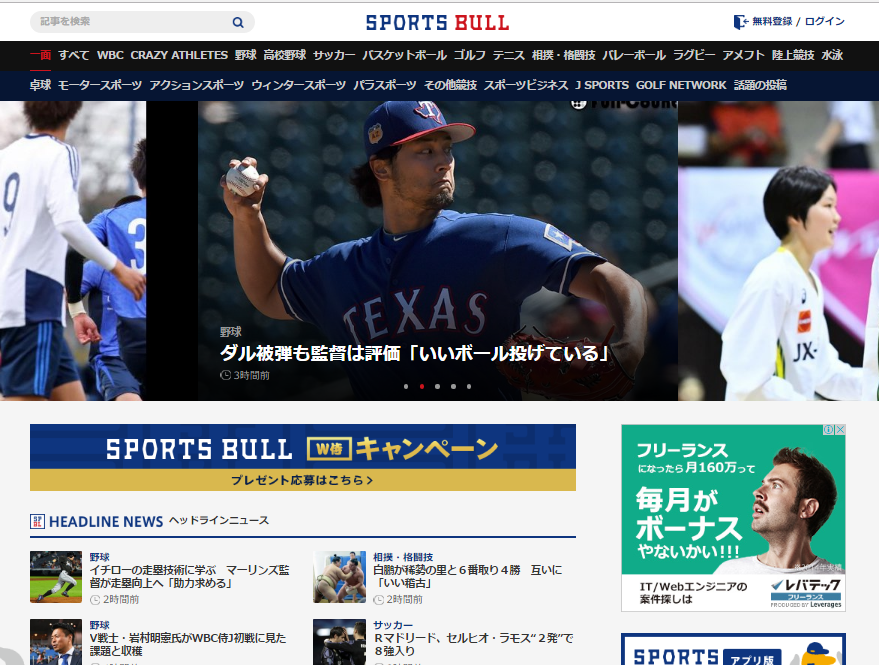 記事を検索
SPORTS BULL
無料登録 / ログイン
一面 すべて WBC CRAZY ATHLETES 野球 高校野球 サッカー バスケットボール ゴルフ テニス 相撲・格闘技 バレーボール ラグビー アメフト 陸上競技 水泳
卓球 モータースポーツ アクションスポーツ ウィンタースポーツ パラスポーツ その他競技 スポーツビジネス J SPORTS GOLF NETWORK 話題の投稿
9
3
TEXAS
JX-
野球
ダル被弾も監督は評価「いいボール投げている」
3時間前
SPORTS BULL W侍 キャンペーン
プレゼント応募はこちら >
SP
BL
HEADLINE NEWS ヘッドラインニュース
野球
イチローの走塁技術に学ぶ マーリンズ監
督が走塁向上へ「助力求める」
2時間前
相撲・格闘技
白鵬が稀勢の里と６番取り４勝 互いに
「いい稽古」
2時間前
野球
V戦士・岩村明憲氏がWBC侍J初戦に見た
課題と収穫
サッカー
Ｒマドリード、セルヒオ・ラモス“２発”で
８強入り
フリーランス
になったら月160万って
毎月が
ボーナス
やないかい!!!
IT/Webエンジニアの
案件探しは
レバテック
フリーランス
PRODUCED BY Leverages
SPORTS アプリ版